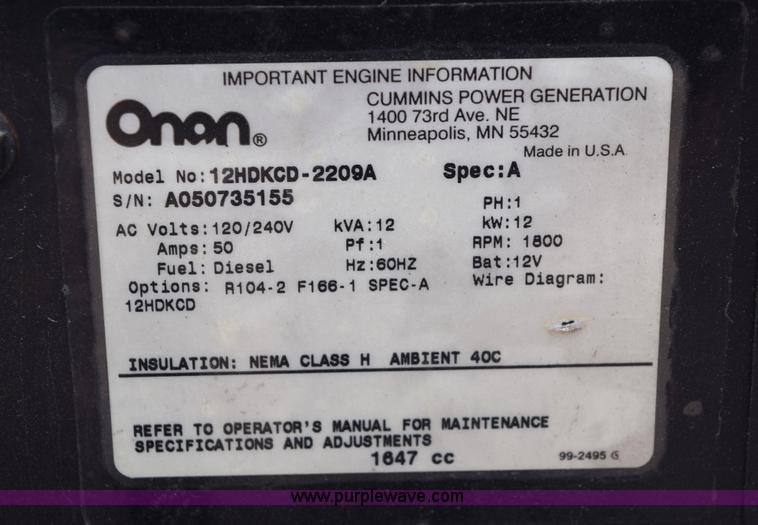 IMPORTANT ENGINE INFORMATION
Onan®
CUMMINS POWER GENERATION
1400 73rd Ave. NE
Minneapolis, MN 55432
Made in U.S.A.
Model No: 12HDKCD-2209A Spec:A
S/N: A050735155 PH:1
AC Volts: 120/240V kVA:12 kW:12
Amps: 50 Pf:1 RPM: 1800
Fuel: Diesel Hz:60HZ Bat:12V
Options: R104-2 F166-1 SPEC-A Wire Diagram:
12HDKCD
INSULATION: NEMA CLASS H AMBIENT 40C
REFER TO OPERATOR'S MANUAL FOR MAINTENANCE
SPECIFICATIONS AND ADJUSTMENTS
1647 cc
99-2495 G
www.purplewave.com